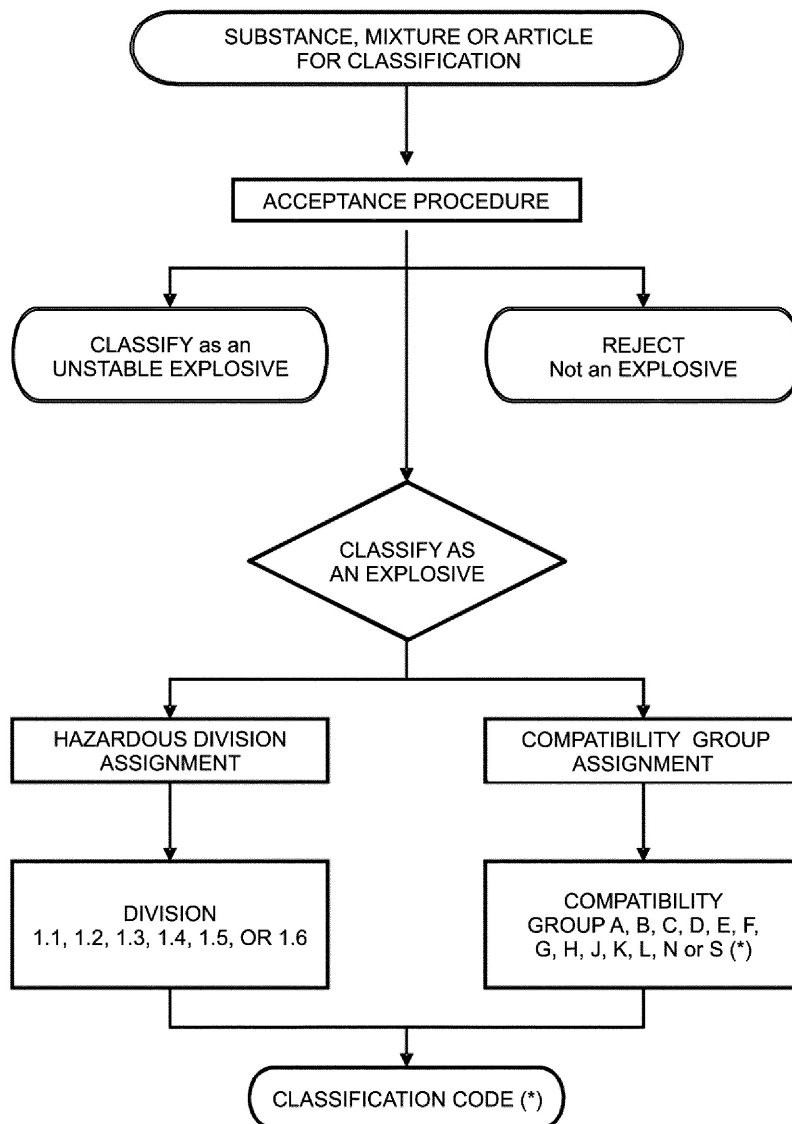 SUBSTANCE, MIXTURE OR ARTICLE
FOR CLASSIFICATION
ACCEPTANCE PROCEDURE
CLASSIFY as an
UNSTABLE EXPLOSIVE
REJECT
Not an EXPLOSIVE
CLASSIFY AS
AN EXPLOSIVE
HAZARDOUS DIVISION
ASSIGNMENT
COMPATIBILITY GROUP
ASSIGNMENT
DIVISION
1.1, 1.2, 1.3, 1.4, 1.5, OR 1.6
COMPATIBILITY
GROUP A, B, C, D, E, F,
G, H, J, K, L, N or S (*)
CLASSIFICATION CODE (*)